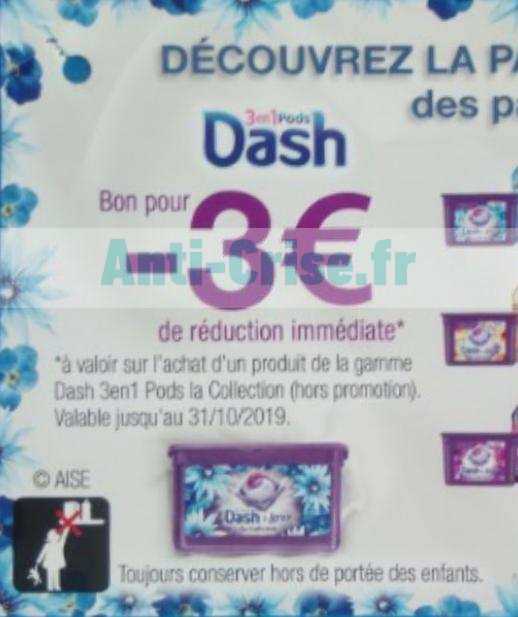 DÉCOUVREZ LA PA
des pa
3en1 Pods
Dash
Bon pour
-3€
Anti-Crise.fr
de réduction immédiate*
*à valoir sur l'achat d'un produit de la gamme
Dash 3en1 Pods la Collection (hors promotion).
Valable jusqu'au 31/10/2019.
© AISE
Dash
Toujours conserver hors de portée des enfants.